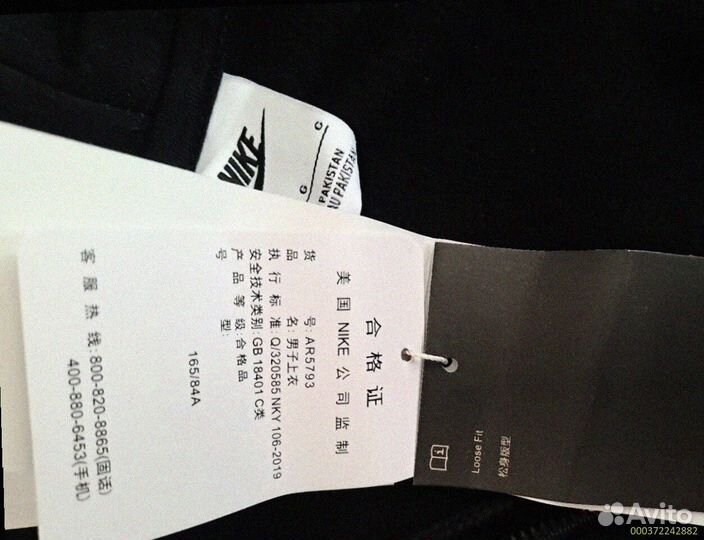 NIKE
G
G
PAKISTAN
AU PAKISTAN
合格证
美国 NIKE 公司监制
货号: AR5793
品名: 男子上衣
执行标准: Q/320585 NKY 106-2019
安全技术类别: GB 18401 C类
产品等级: 合格品
号型:
165/84A
客服热线: 800-820-8865(固话)
400-880-6453(手机)
i
Loose Fit
松身版型
Avito
000372242882